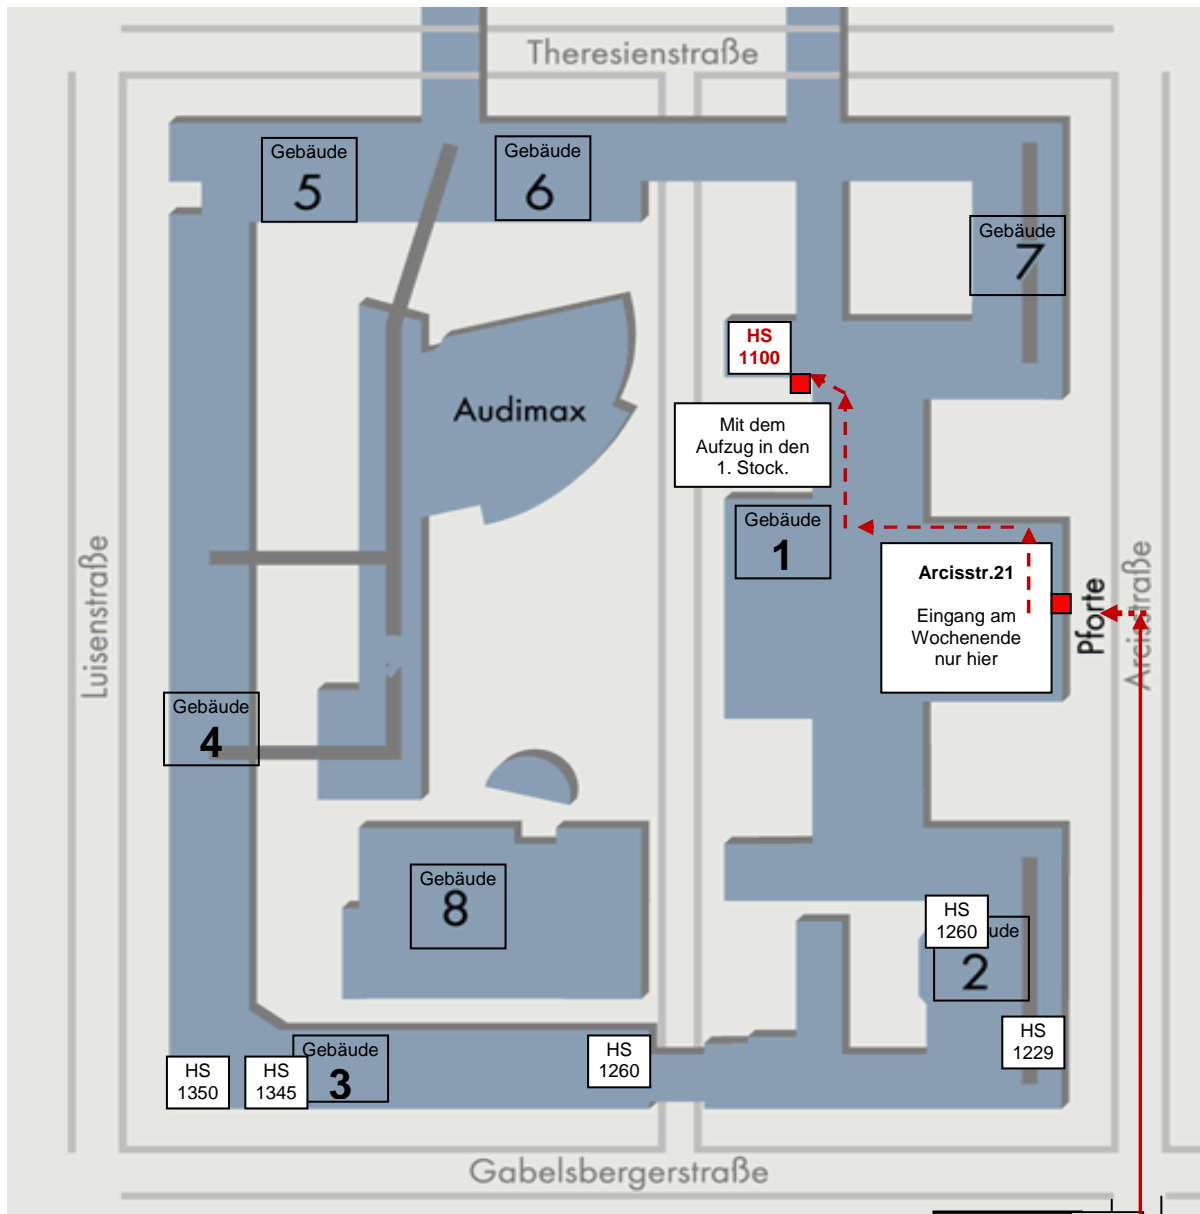 Theresienstraße
Gebäude
5
Gebäude
6
Gebäude
7
HS
1100
Audimax
Mit dem
Aufzug in den
1. Stock.
Gebäude
1
Arcisstr.21
Eingang am
Wochenende
nur hier
Pforte
Arcisstraße
Luisenstraße
Gebäude
4
Gebäude
8
HS
1260
ude
2
HS
1229
HS
1260
Gebäude
3
HS
1345
HS
1350
Gabelsbergerstraße